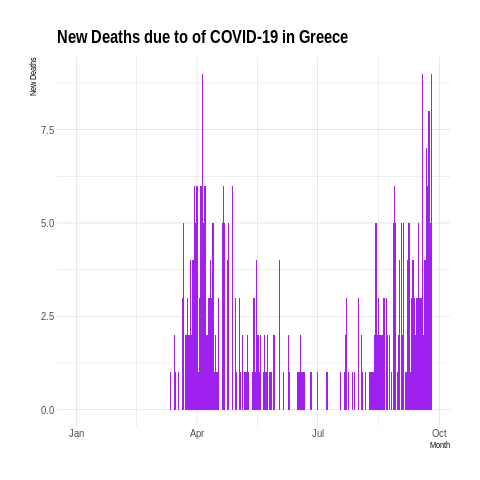 New Deaths due to of COVID-19 in Greece
New Deaths
7.5
5.0
2.5
0.0
Jan Apr Jul Oct
Month